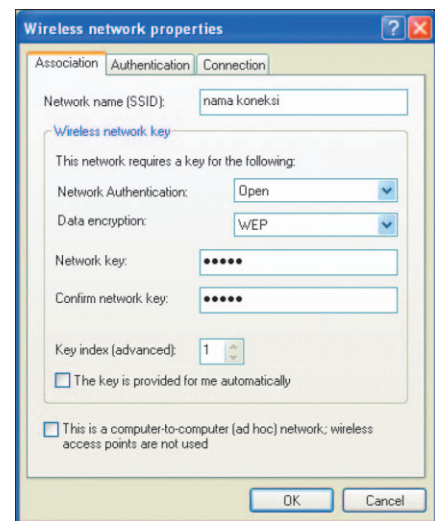 Wireless network properties
Association Authentication Connection
Network name (SSID): nama koneksi
Wireless network key
This network requires a key for the following:
Network Authentication: Open
Data encryption: WEP
Network key: •••••
Confirm network key: •••••
Key index (advanced): 1
The key is provided for me automatically
This is a computer-to-computer (ad hoc) network; wireless
access points are not used
OK Cancel